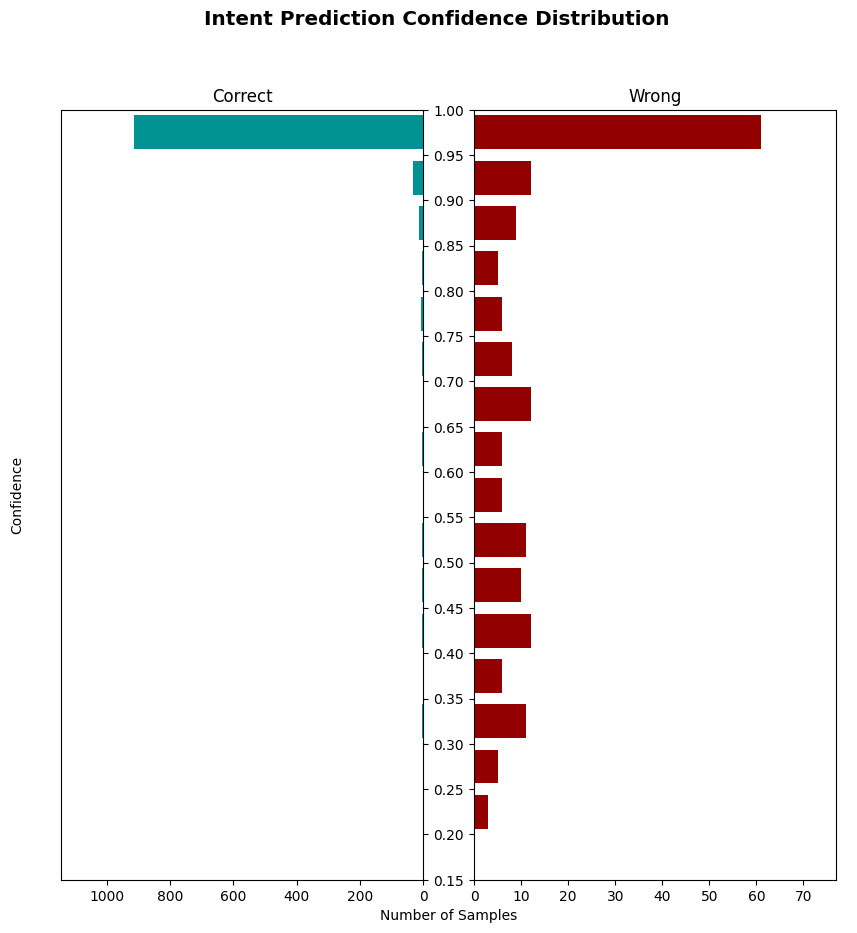 Intent Prediction Confidence Distribution
Correct
Wrong
Confidence
1.00
0.95
0.90
0.85
0.80
0.75
0.70
0.65
0.60
0.55
0.50
0.45
0.40
0.35
0.30
0.25
0.20
0.15
1000 800 600 400 200 0
0 10 20 30 40 50 60 70
Number of Samples